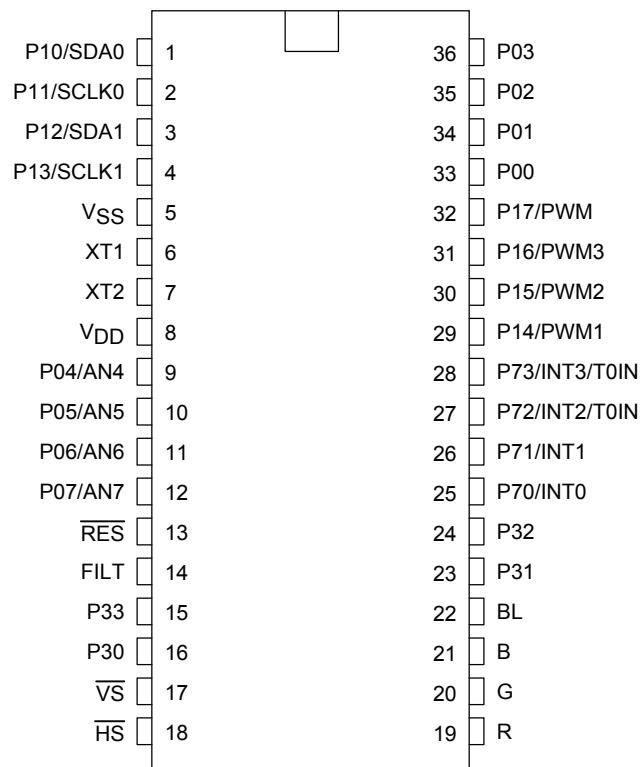 P10/SDA0 1 36 P03
P11/SCLK0 2 35 P02
P12/SDA1 3 34 P01
P13/SCLK1 4 33 P00
VSS 5 32 P17/PWM
XT1 6 31 P16/PWM3
XT2 7 30 P15/PWM2
VDD 8 29 P14/PWM1
P04/AN4 9 28 P73/INT3/T0IN
P05/AN5 10 27 P72/INT2/T0IN
P06/AN6 11 26 P71/INT1
P07/AN7 12 25 P70/INT0
R̅E̅S̅ 13 24 P32
FILT 14 23 P31
P33 15 22 BL
P30 16 21 B
V̅S̅ 17 20 G
H̅S̅ 18 19 R